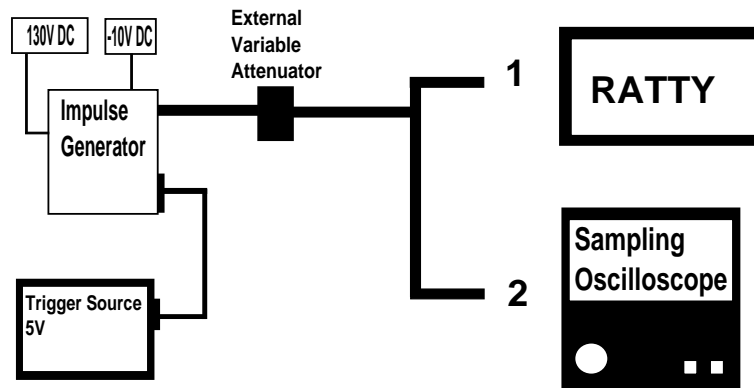 130V DC
-10V DC
External
Variable
Attenuator
1
RATTY
Impulse
Generator
Sampling
Oscilloscope
2
Trigger Source
5V